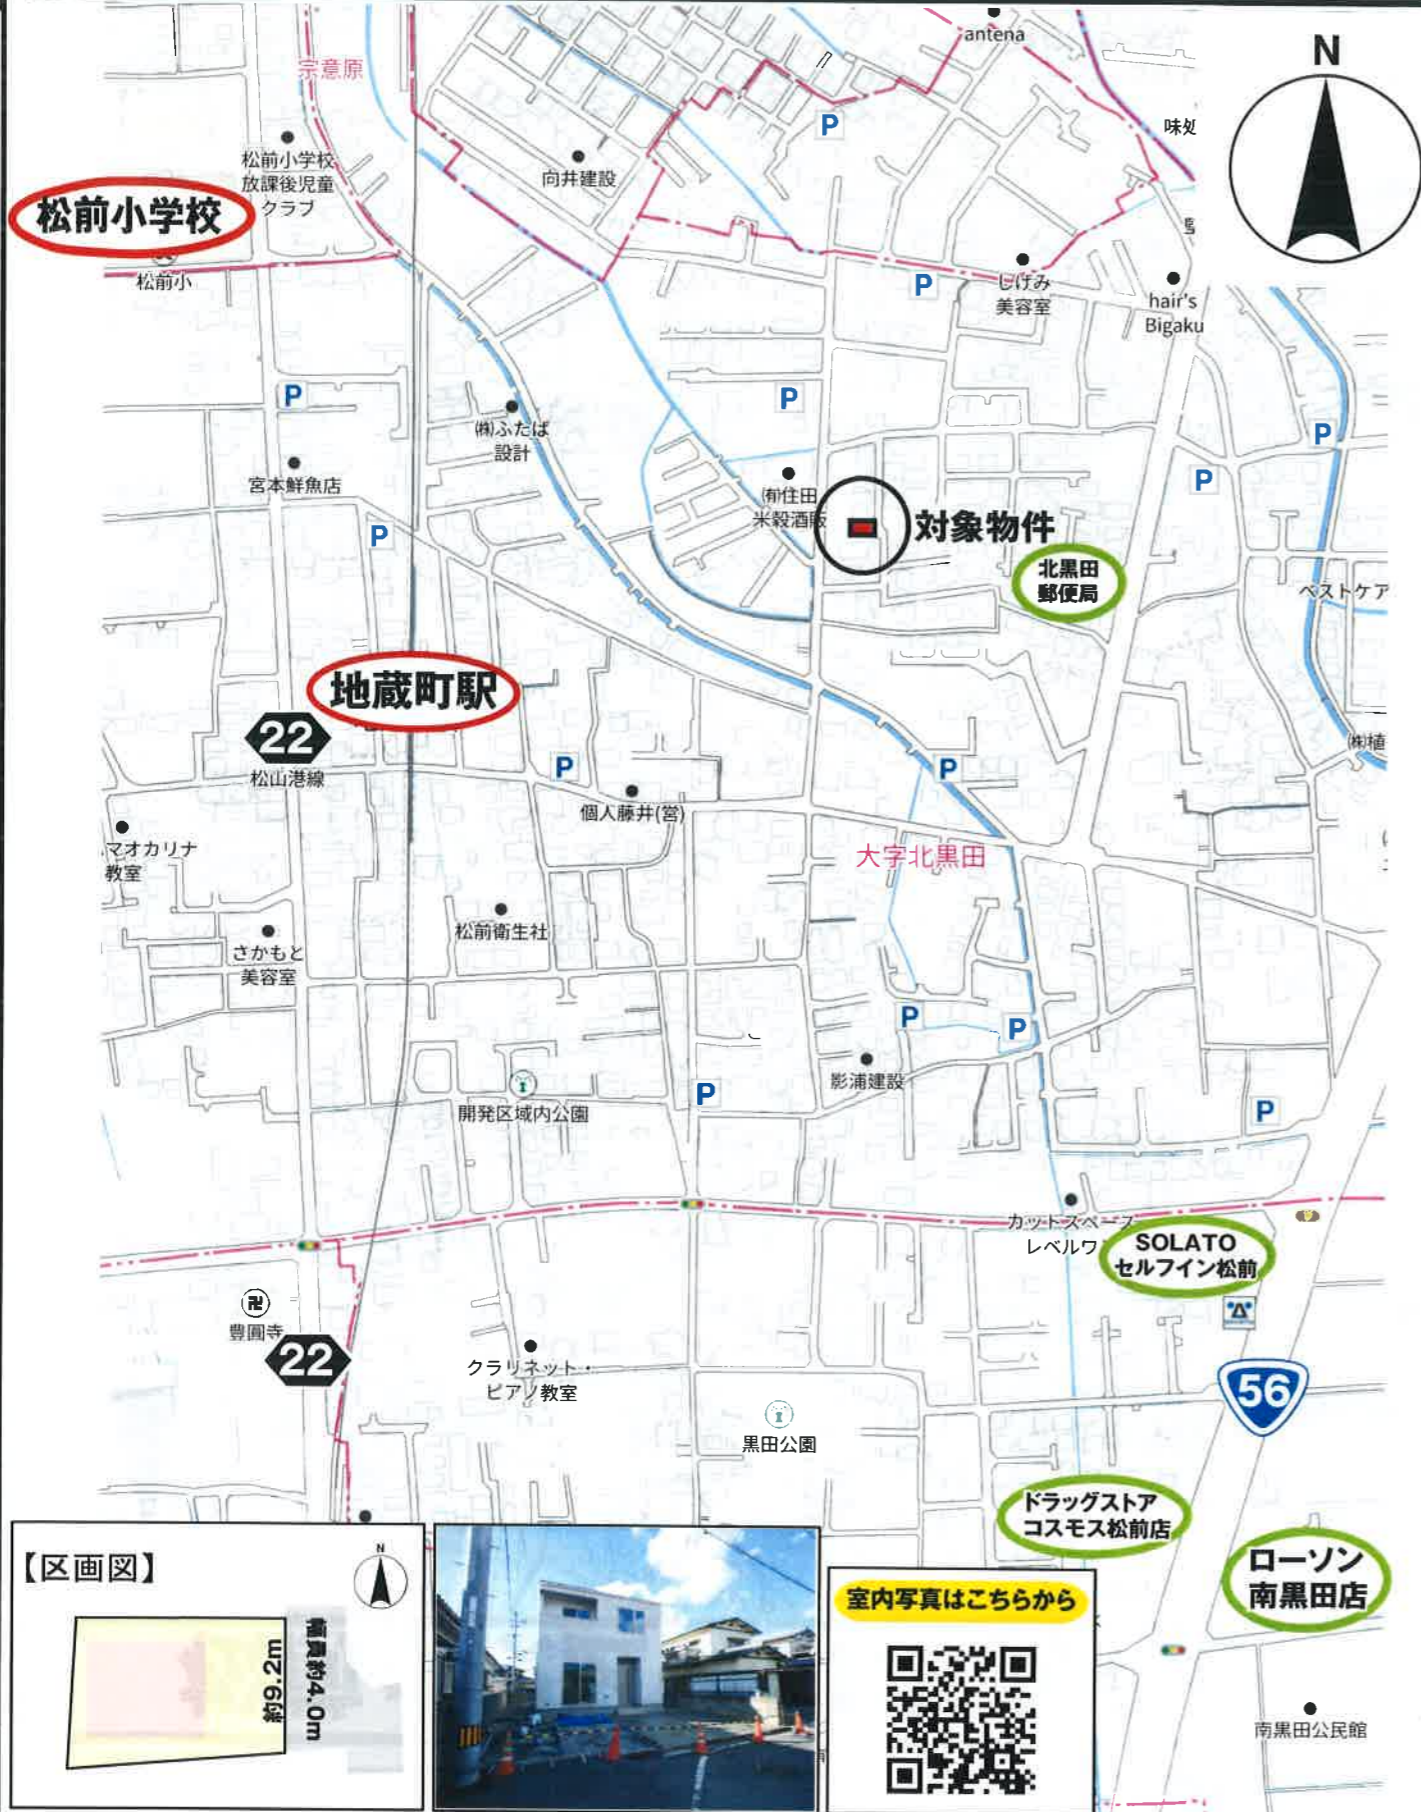 antena
N
宗意原
P
味処
松前小学校
放課後児童
クラブ
向井建設
松前小学校
松前小
P
しげみ
美容室
hair's
Bigaku
P
P
㈱ふたば
設計
P
宮本鮮魚店
P
㈲住田
米穀酒販
対象物件
P
北黒田
郵便局
ベストケア
地蔵町駅
22
松山港線
P
P
㈱植
個人藤井(営)
マオカリナ
教室
大字北黒田
松前衛生社
さかもと
美容室
P
P
影浦建設
開発区域内公園
P
P
カットスペース
レベルワ
SOLATO
セルフイン松前
卍
豊圓寺
22
クラリネット・
ピアノ教室
56
黒田公園
ドラッグストア
コスモス松前店
ローソン
南黒田店
【区画図】
N
約9.2m
幅員約4.0m
室内写真はこちらから
南黒田公民館